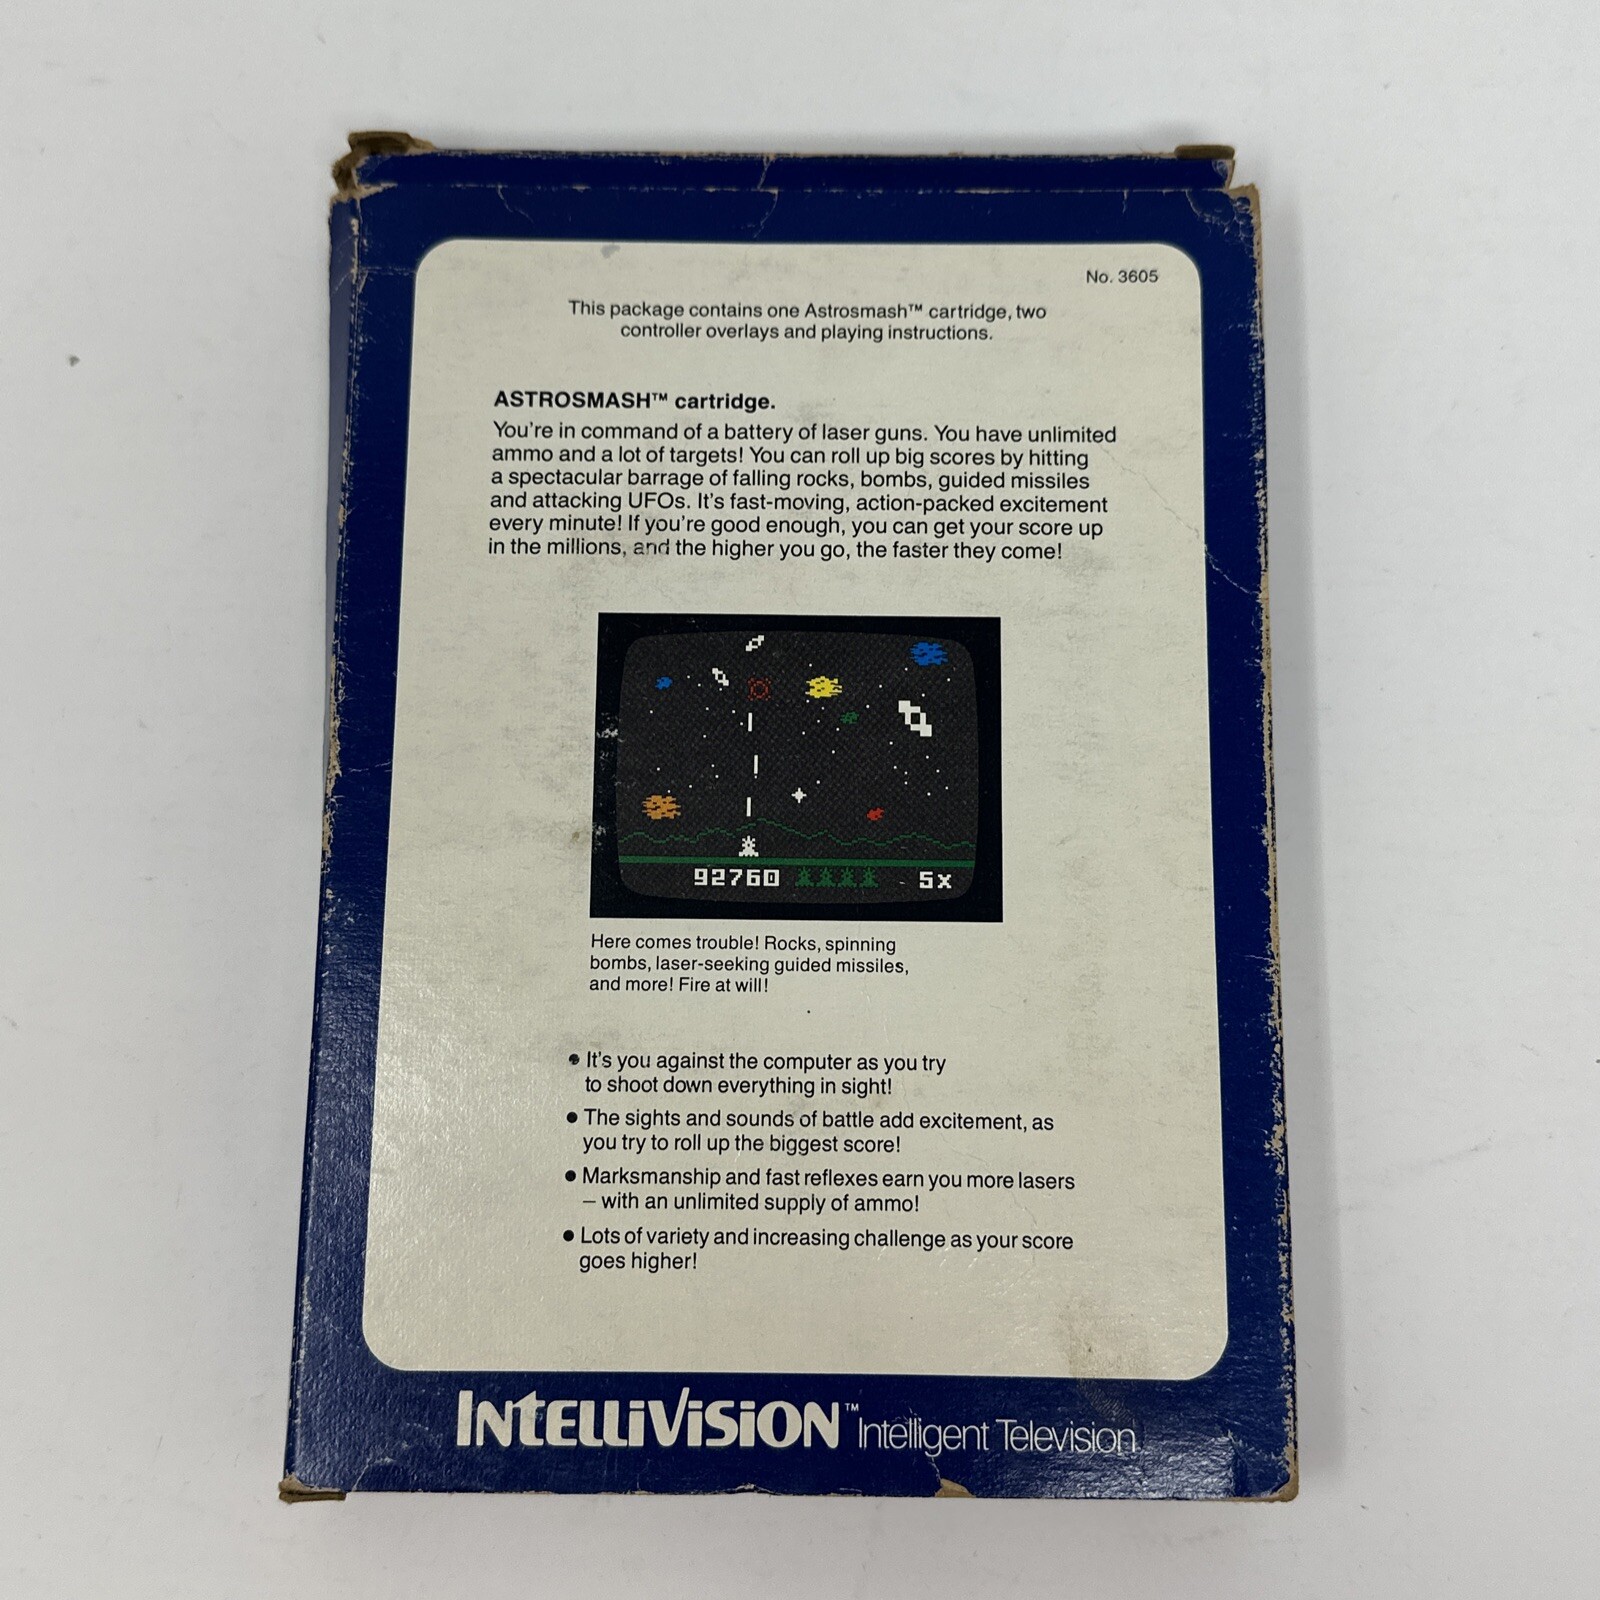 No. 3605
This package contains one Astrosmash™ cartridge, two
controller overlays and playing instructions.
ASTROSMASH™ cartridge.
You're in command of a battery of laser guns. You have unlimited
ammo and a lot of targets! You can roll up big scores by hitting
a spectacular barrage of falling rocks, bombs, guided missiles
and attacking UFOs. It's fast-moving, action-packed excitement
every minute! If you're good enough, you can get your score up
in the millions, and the higher you go, the faster they come!
92760 5x
Here comes trouble! Rocks, spinning
bombs, laser-seeking guided missiles,
and more! Fire at will!
• It's you against the computer as you try
to shoot down everything in sight!
• The sights and sounds of battle add excitement, as
you try to roll up the biggest score!
• Marksmanship and fast reflexes earn you more lasers
– with an unlimited supply of ammo!
• Lots of variety and increasing challenge as your score
goes higher!
INTELLIVISION™ Intelligent Television